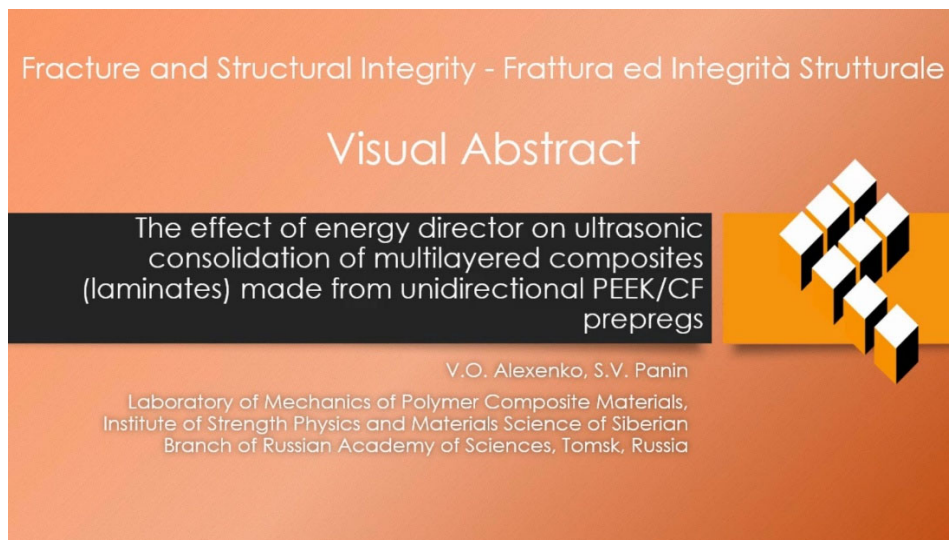 Fracture and Structural Integrity - Frattura ed Integrità Strutturale
Visual Abstract
The effect of energy director on ultrasonic
consolidation of multilayered composites
(laminates) made from unidirectional PEEK/CF
prepregs
V.O. Alexenko, S.V. Panin
Laboratory of Mechanics of Polymer Composite Materials,
Institute of Strength Physics and Materials Science of Siberian
Branch of Russian Academy of Sciences, Tomsk, Russia